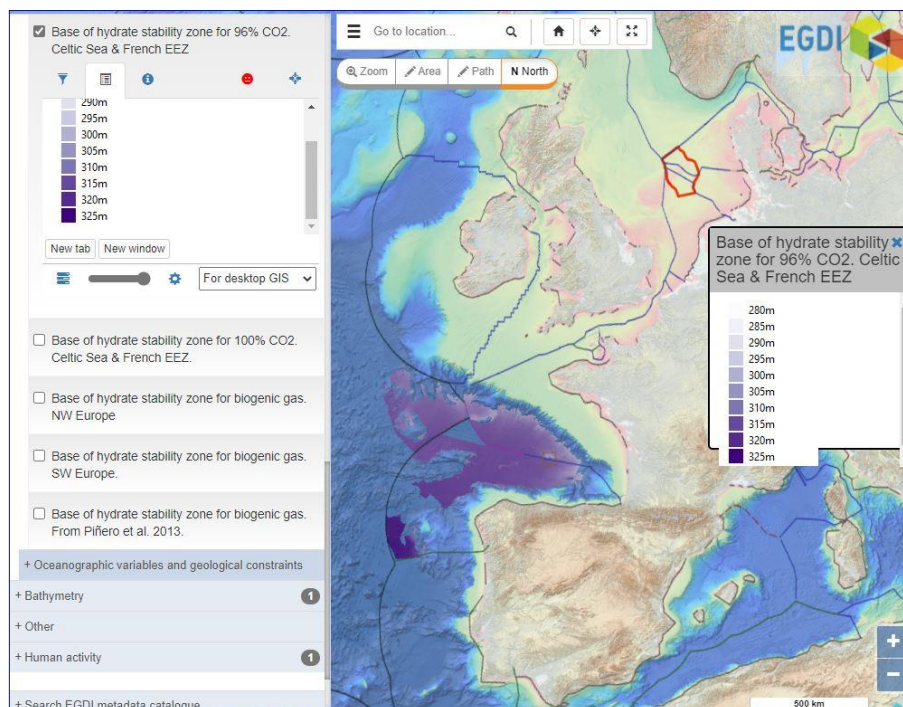 Base of hydrate stability zone for 96% CO2.
Celtic Sea & French EEZ
290m
295m
300m
305m
310m
315m
320m
325m
New tab New window
For desktop GIS
Base of hydrate stability zone for 100% CO2.
Celtic Sea & French EEZ.
Base of hydrate stability zone for biogenic gas.
NW Europe
Base of hydrate stability zone for biogenic gas.
SW Europe.
Base of hydrate stability zone for biogenic gas.
From Piñero et al. 2013.
+ Oceanographic variables and geological constraints
+ Bathymetry 1
+ Other
+ Human activity 1
+ Search EGDI metadata catalogue
Go to location...
Zoom Area Path N North
EGDI
Base of hydrate stability
zone for 96% CO2. Celtic
Sea & French EEZ
280m
285m
290m
295m
300m
305m
310m
315m
320m
325m
+
−
500 km